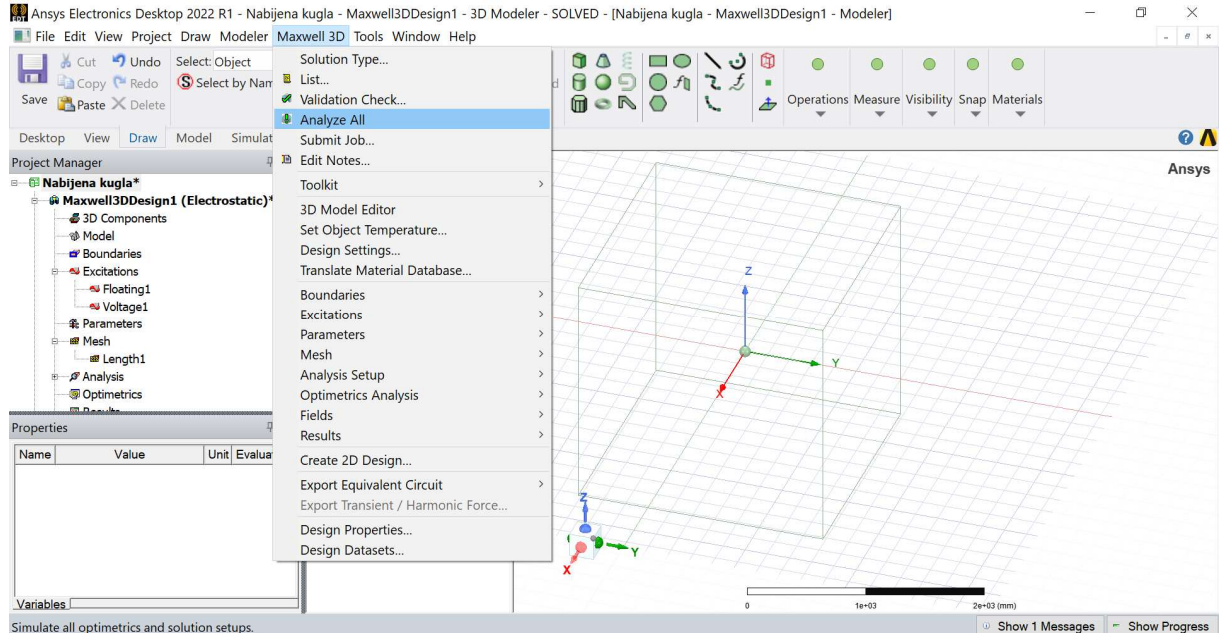 Ansys Electronics Desktop 2022 R1 - Nabijena kugla - Maxwell3DDesign1 - 3D Modeler - SOLVED - [Nabijena kugla - Maxwell3DDesign1 - Modeler]
File Edit View Project Draw Modeler Maxwell 3D Tools Window Help
Save
Cut
Copy
Paste
Undo
Redo
Delete
Select: Object
Select by Nam
Operations Measure Visibility Snap Materials
Desktop View Draw Model Simulat
Project Manager
Nabijena kugla*
Maxwell3DDesign1 (Electrostatic)*
3D Components
Model
Boundaries
Excitations
Floating1
Voltage1
Parameters
Mesh
Length1
Analysis
Optimetrics
Properties
Name Value Unit Evalua
Variables
Simulate all optimetrics and solution setups.
Solution Type...
List...
Validation Check...
Analyze All
Submit Job...
Edit Notes...
Toolkit
3D Model Editor
Set Object Temperature...
Design Settings...
Translate Material Database...
Boundaries
Excitations
Parameters
Mesh
Analysis Setup
Optimetrics Analysis
Fields
Results
Create 2D Design...
Export Equivalent Circuit
Export Transient / Harmonic Force...
Design Properties...
Design Datasets...
Ansys
Z
Y
X
Z
Y
X
0 1e+03 2e+03 (mm)
Show 1 Messages
Show Progress